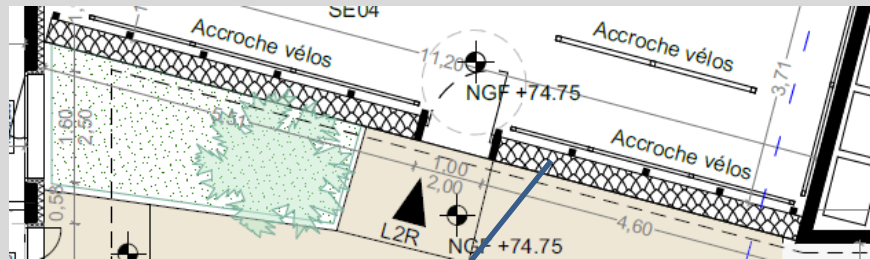 SE04
Accroche vélos
Accroche vélos
11,20
3,71
NGF +74.75
1,60
2,50
6,51
Accroche vélos
1,00
2,00
0,58
4,60
L2R
NGF +74.75